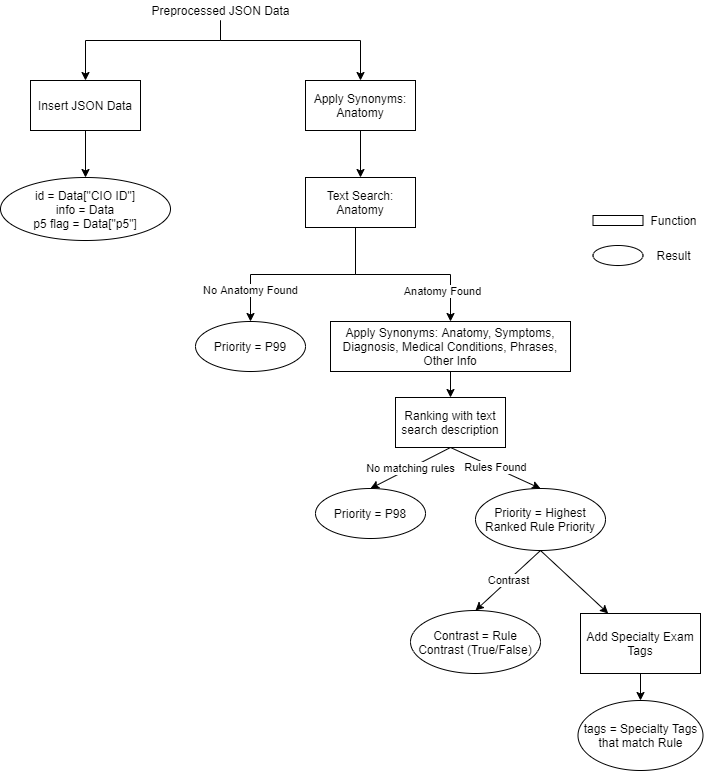 Preprocessed JSON Data
Insert JSON Data
Apply Synonyms:
Anatomy
id = Data["CIO ID"]
info = Data
p5 flag = Data["p5"]
Text Search:
Anatomy
Function
Result
No Anatomy Found
Anatomy Found
Priority = P99
Apply Synonyms: Anatomy, Symptoms,
Diagnosis, Medical Conditions, Phrases,
Other Info
Ranking with text
search description
No matching rules
Rules Found
Priority = P98
Priority = Highest
Ranked Rule Priority
Contrast
Contrast = Rule
Contrast (True/False)
Add Specialty Exam
Tags
tags = Specialty Tags
that match Rule